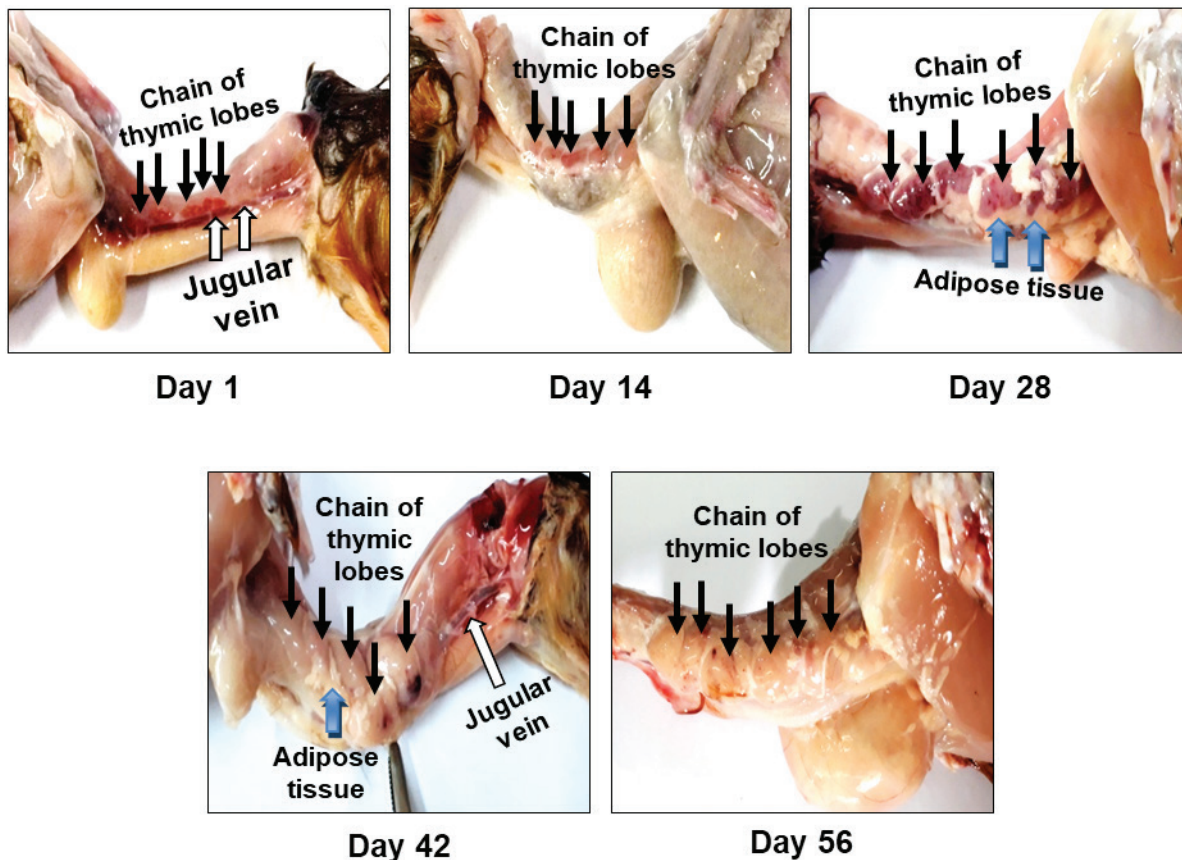 Chain of
thymic lobes
Jugular
vein
Day 1
Chain of
thymic lobes
Day 14
Chain of
thymic lobes
Adipose tissue
Day 28
Chain of
thymic
lobes
Jugular
vein
Adipose
tissue
Day 42
Chain of
thymic lobes
Day 56